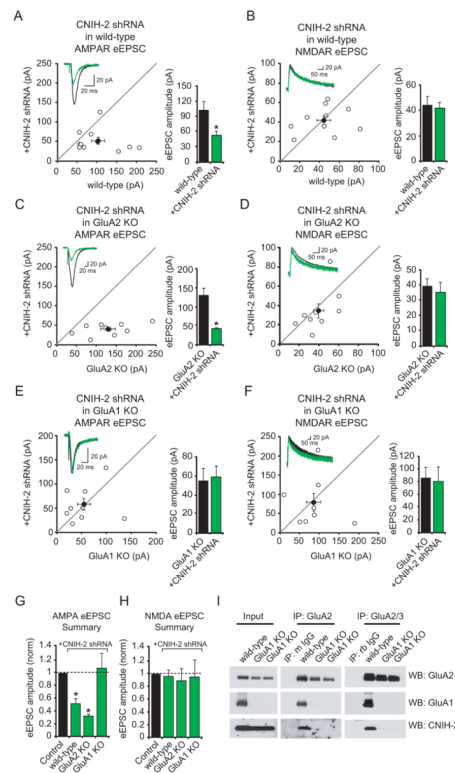 A
CNIH-2 shRNA
in wild-type
AMPAR eEPSC
+CNIH-2 shRNA (pA)
250
200
150
100
50
0
20 pA
20 ms
0 50 100 150 200 250
wild-type (pA)
eEPSC amplitude (pA)
150
120
90
60
30
0
*
wild-type
+CNIH-2 shRNA
B
CNIH-2 shRNA
in wild-type
NMDAR eEPSC
+CNIH-2 shRNA (pA)
100
80
60
40
20
0
20 pA
50 ms
0 20 40 60 80 100
wild-type (pA)
eEPSC amplitude (pA)
80
60
40
20
0
wild-type
+CNIH-2 shRNA
C
CNIH-2 shRNA
in GluA2 KO
AMPAR eEPSC
+CNIH-2 shRNA (pA)
250
200
150
100
50
0
20 pA
20 ms
0 50 100 150 200 250
GluA2 KO (pA)
eEPSC amplitude (pA)
200
150
100
50
0
*
GluA2 KO
+CNIH-2 shRNA
D
CNIH-2 shRNA
in GluA2 KO
NMDAR eEPSC
+CNIH-2 shRNA (pA)
100
80
60
40
20
0
20 pA
50 ms
0 20 40 60 80 100
GluA2 KO (pA)
eEPSC amplitude (pA)
50
40
30
20
10
0
GluA2 KO
+CNIH-2 shRNA
E
CNIH-2 shRNA
in GluA1 KO
AMPAR eEPSC
+CNIH-2 shRNA (pA)
200
150
100
50
0
20 pA
20 ms
0 50 100 150 200
GluA1 KO (pA)
eEPSC amplitude (pA)
100
80
60
40
20
0
GluA1 KO
+CNIH-2 shRNA
F
CNIH-2 shRNA
in GluA1 KO
NMDAR eEPSC
+CNIH-2 shRNA (pA)
250
200
150
100
50
0
20 pA
50 ms
0 50 100 150 200 250
GluA1 KO (pA)
eEPSC amplitude (pA)
120
100
80
60
40
20
0
GluA1 KO
+CNIH-2 shRNA
G
AMPA eEPSC
Summary
+CNIH-2 shRNA
eEPSC amplitude (norm)
1.4
1.2
1
0.8
0.6
0.4
0.2
0
*
*
Control
wild-type
GluA2 KO
GluA1 KO
H
NMDA eEPSC
Summary
+CNIH-2 shRNA
eEPSC amplitude (norm)
1.4
1.2
1
0.8
0.6
0.4
0.2
0
Control
wild-type
GluA2 KO
GluA1 KO
I
Input
IP: GluA2
IP: GluA2/3
wild-type
GluA1 KO
GluA1 KO
IP: m IgG
wild-type
GluA1 KO
GluA1 KO
IP: rb IgG
wild-type
GluA1 KO
GluA1 KO
WB: GluA2
WB: GluA1
WB: CNIH-2